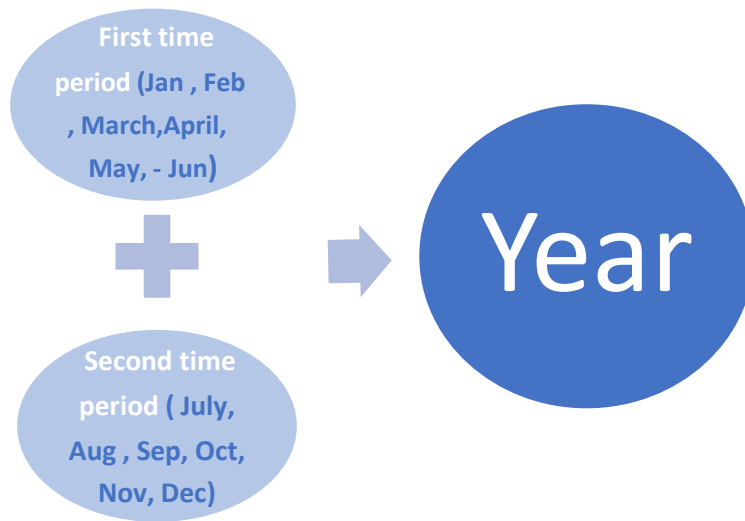 First time
period (Jan , Feb
, March,April,
May, - Jun)
Year
Second time
period ( July,
Aug , Sep, Oct,
Nov, Dec)